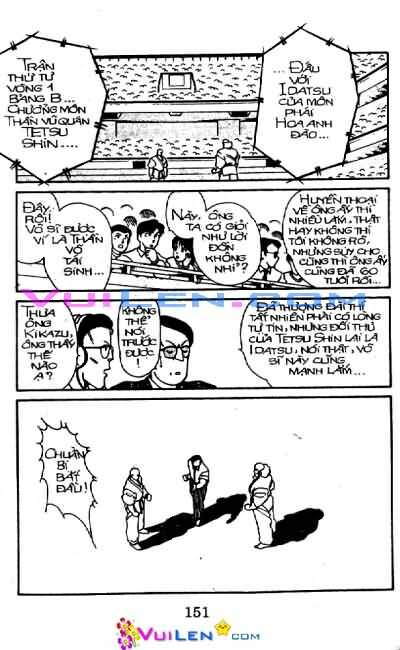 TRẬN
THỨ TƯ
VÒNG 1
BẢNG B...
CHƯỞNG MÔN
THẦN VŨ QUÁN
TETSU
SHIN....
...ĐẤU
VỚI
IDATSU
CỦA MÔN
PHÁI
HOA ANH
ĐÀO...
ĐÂY
RỒI!
VÕ SĨ ĐƯỢC
VÍ LÀ THẦN
VÕ
TÁI
SINH...
NÀY, ÔNG
TA CÓ GIỎI
NHƯ LỜI
ĐỒN
KHÔNG
NHỈ?
HUYỀN THOẠI
VỀ ÔNG ẤY THÌ
NHIỀU LẮM, THẬT
HAY KHÔNG THÌ
TÔI KHÔNG RÕ,
NHƯNG SUY CHO
CÙNG THÌ ÔNG ẤY
CŨNG ĐÃ 60
TUỔI RỒI...
VUILEN.COM
THƯA
ÔNG
KIKAZU,
ÔNG THẤY
THẾ
NÀO
Ạ?
KHÔNG
THỂ
NÓI
TRƯỚC
ĐƯỢC!
ĐÃ THƯỢNG ĐÀI THÌ
TẤT NHIÊN PHẢI CÓ LÒNG
TỰ TIN, NHƯNG ĐỐI THỦ
CỦA TETSU SHIN LẠI LÀ
IDATSU, NÓI THẬT, VÕ
SĨ NÀY CŨNG
MẠNH LẮM...
CHUẨN
BỊ
BẮT
ĐẦU!
151
VUILEN.COM